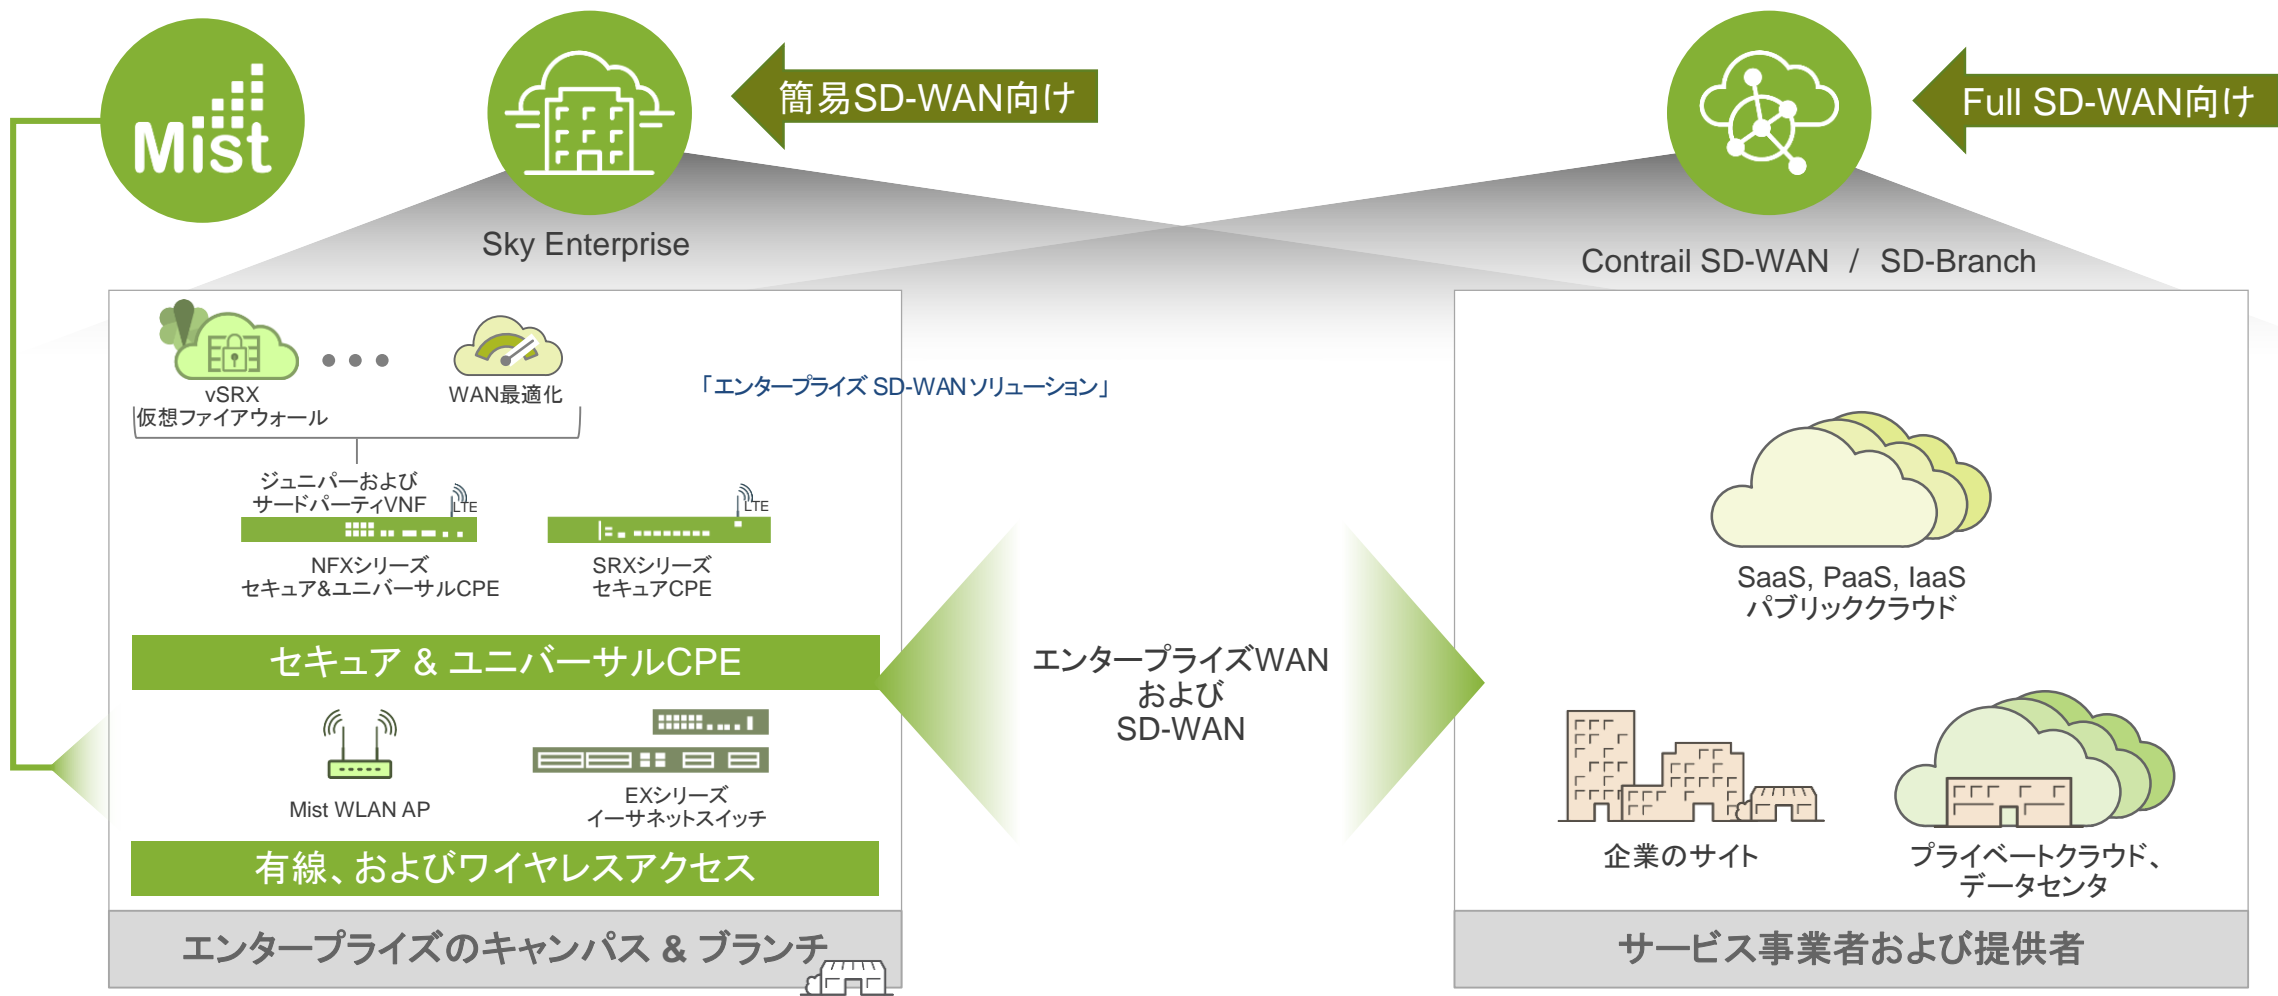 Mist
簡易SD-WAN向け
Full SD-WAN向け
Sky Enterprise
Contrail SD-WAN / SD-Branch
vSRX
仮想ファイアウォール
WAN最適化
「エンタープライズ SD-WAN ソリューション」
ジュニパーおよび
サードパーティVNF
LTE
LTE
NFXシリーズ
セキュア&ユニバーサルCPE
SRXシリーズ
セキュアCPE
セキュア & ユニバーサルCPE
Mist WLAN AP
EXシリーズ
イーサネットスイッチ
有線、およびワイヤレスアクセス
エンタープライズのキャンパス & ブランチ
エンタープライズWAN
および
SD-WAN
SaaS, PaaS, IaaS
パブリッククラウド
企業のサイト
プライベートクラウド、
データセンタ
サービス事業者および提供者